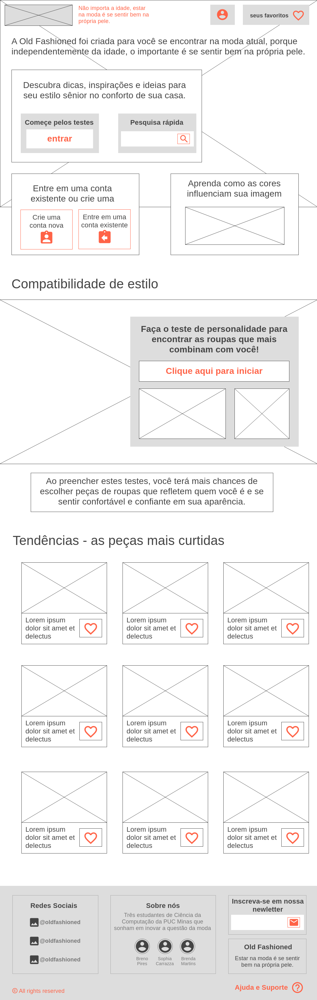 Não importa a idade, estar
na moda é se sentir bem na
própria pele.
seus favoritos
A Old Fashioned foi criada para você se encontrar na moda atual, porque
independentemente da idade, o importante é se sentir bem na própria pele.
Descubra dicas, inspirações e ideias para
seu estilo sênior no conforto de sua casa.
Começe pelos testes
entrar
Pesquisa rápida
Entre em uma conta
existente ou crie uma
Crie uma
conta nova
Entre em uma
conta existente
Aprenda como as cores
influenciam sua imagem
Compatibilidade de estilo
Faça o teste de personalidade para
encontrar as roupas que mais
combinam com você!
Clique aqui para iniciar
Ao preencher estes testes, você terá mais chances de
escolher peças de roupas que refletem quem você é e se
sentir confortável e confiante em sua aparência.
Tendências - as peças mais curtidas
Lorem ipsum
dolor sit amet et
delectus
Lorem ipsum
dolor sit amet et
delectus
Lorem ipsum
dolor sit amet et
delectus
Lorem ipsum
dolor sit amet et
delectus
Lorem ipsum
dolor sit amet et
delectus
Lorem ipsum
dolor sit amet et
delectus
Lorem ipsum
dolor sit amet et
delectus
Lorem ipsum
dolor sit amet et
delectus
Lorem ipsum
dolor sit amet et
delectus
Redes Sociais
@oldfashioned
@oldfashioned
@oldfashioned
Sobre nós
Três estudantes de Ciência da
Computação da PUC Minas que
sonham em inovar a questão da moda
Breno
Pires
Sophia
Carrazza
Brenda
Martins
Inscreva-se em nossa
newletter
Old Fashioned
Estar na moda é se sentir
bem na própria pele.
Ajuda e Suporte
© All rights reserved